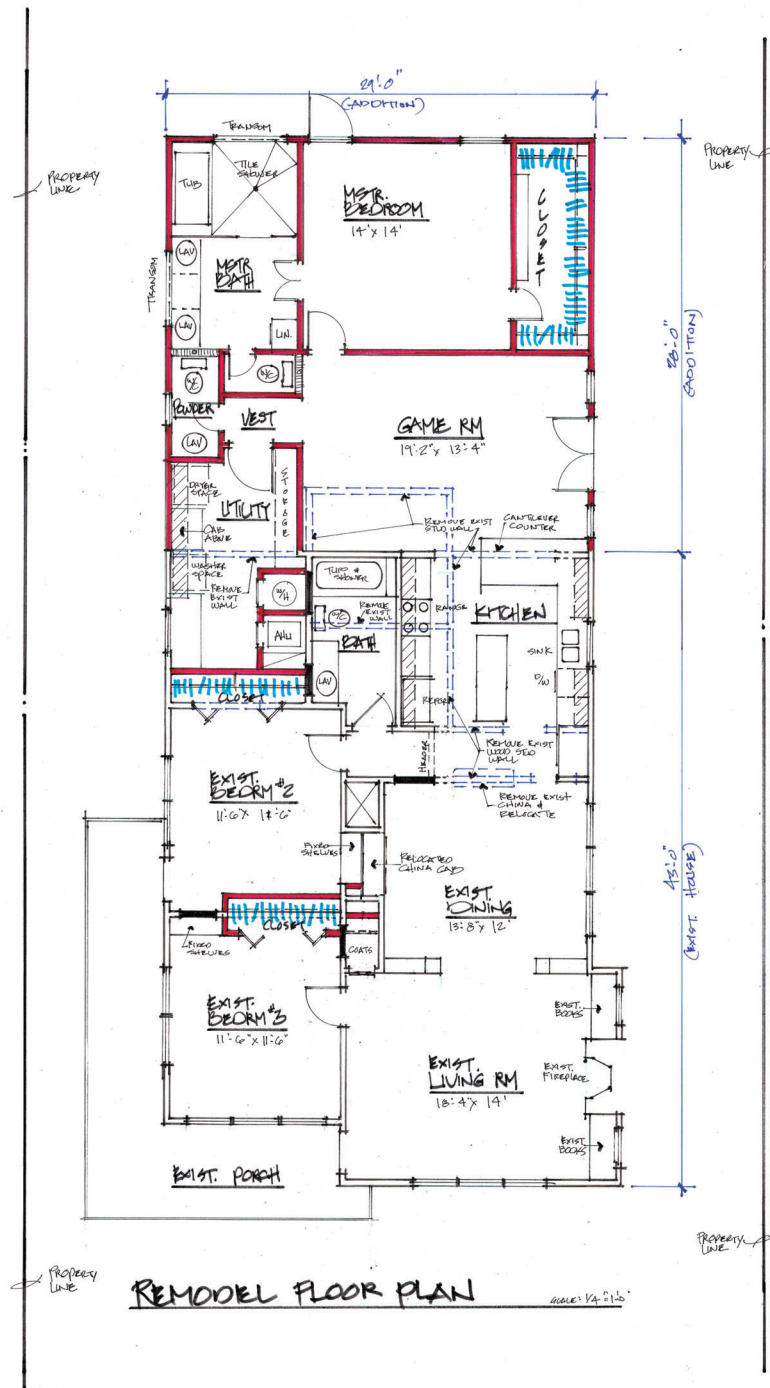 29'-0"
(ADDITION)
TRANSOM
PROPERTY
LINE
PROPERTY
LINE
TUB
TILE
SHOWER
MSTR.
BEDROOM
14' x 14'
CLOSET
TRANSOM
LAV
MSTR
BATH
LAV
LIN.
28'-0"
(ADDITION)
W/C
W/C
POWDER
LAV
VEST
GAME RM
19'-2" x 13'-4"
STORAGE
DRYER
SPACE
UTILITY
CAB
ABOVE
REMOVE EXIST
STUD WALL
CANTILEVER
COUNTER
WASHER
SPACE
REMOVE
EXIST
WALL
W/H
TUB &
SHOWER
W/C
REMOVE
EXIST
WALL
RANGE
KITCHEN
AHU
BATH
SINK
D/W
LAV
REFER
CLOSET
HEADER
REMOVE EXIST
WOOD STUD
WALL
EXIST.
BEDRM #2
REMOVE EXIST
CHINA &
RELOCATE
FIXED
SHELVES
RELOCATED
CHINA CAB
43'-0"
(EXIST. HOUSE)
EXIST.
DINING
13'-8" x 12'
CLOSET
FIXED
SHELVES
COATS
EXIST.
BEDRM #3
11'-6" x 11'-6"
EXIST.
BOOKS
EXIST.
LIVING RM
18'-4" x 14'
EXIST.
FIREPLACE
EXIST
BOOKS
EXIST. PORCH
PROPERTY
LINE
PROPERTY
LINE
REMODEL FLOOR PLAN
SCALE: 1/4" = 1'-0"